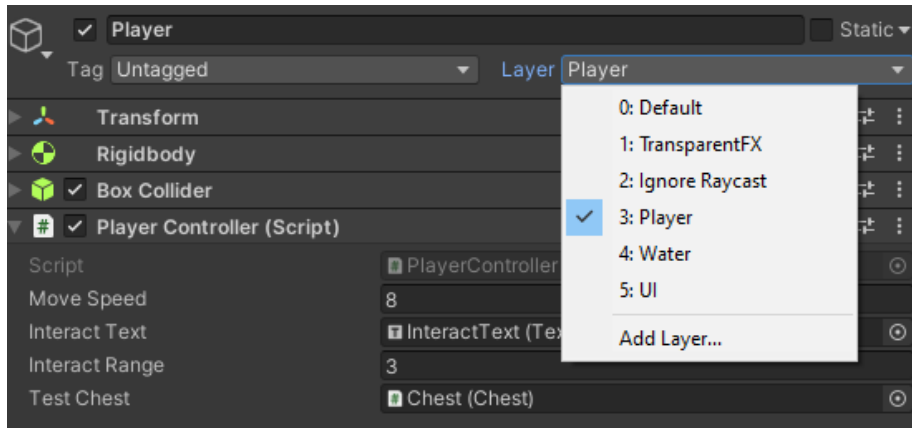 Player
Static
Tag Untagged Layer Player
0: Default
Transform
1: TransparentFX
Rigidbody
2: Ignore Raycast
Box Collider
3: Player
# Player Controller (Script)
4: Water
Script # PlayerController
5: UI
Move Speed 8
Interact Text T InteractText (Tex
Add Layer...
Interact Range 3
Test Chest # Chest (Chest)